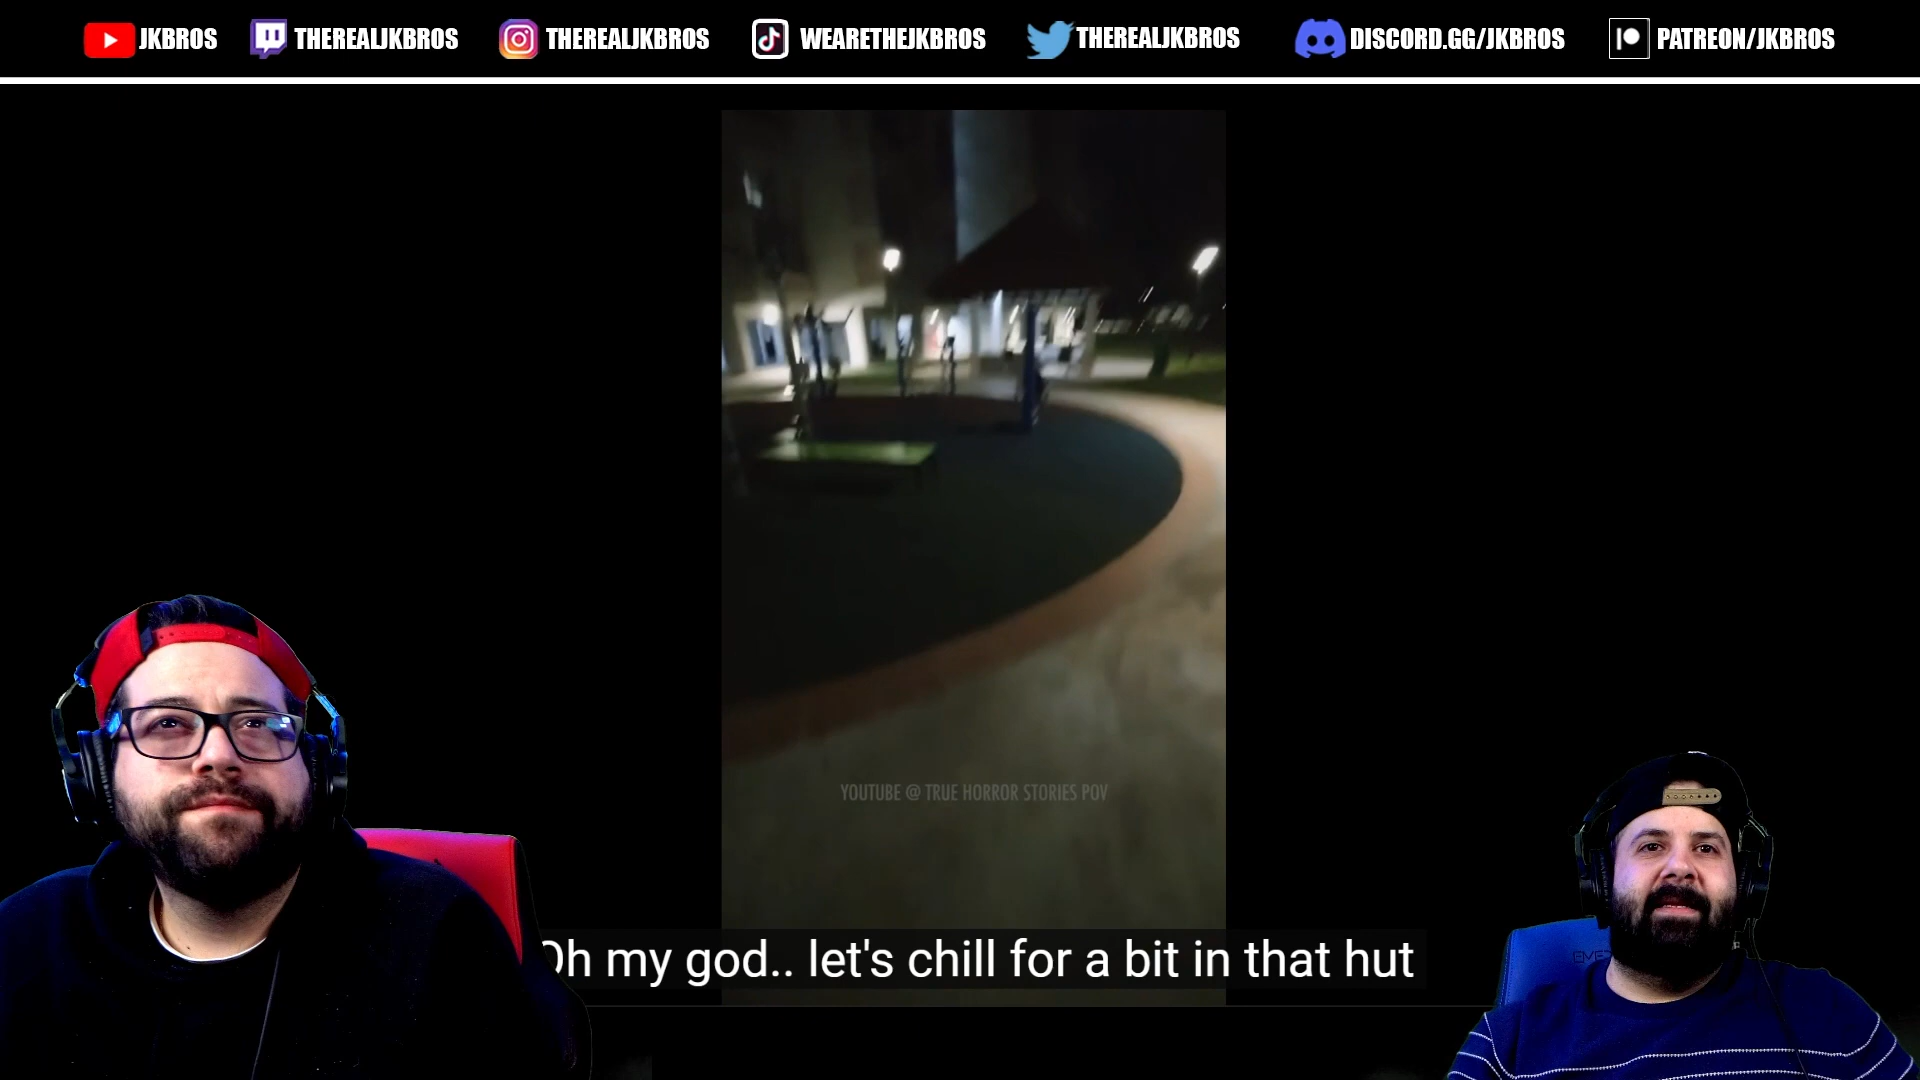 JKBROS
THEREALJKBROS
THEREALJKBROS
WEARETHEJKBROS
THEREALJKBROS
DISCORD.GG/JKBROS
PATREON/JKBROS
YOUTUBE @ TRUE HORROR STORIES POV
Oh my god.. let's chill for a bit in that hut